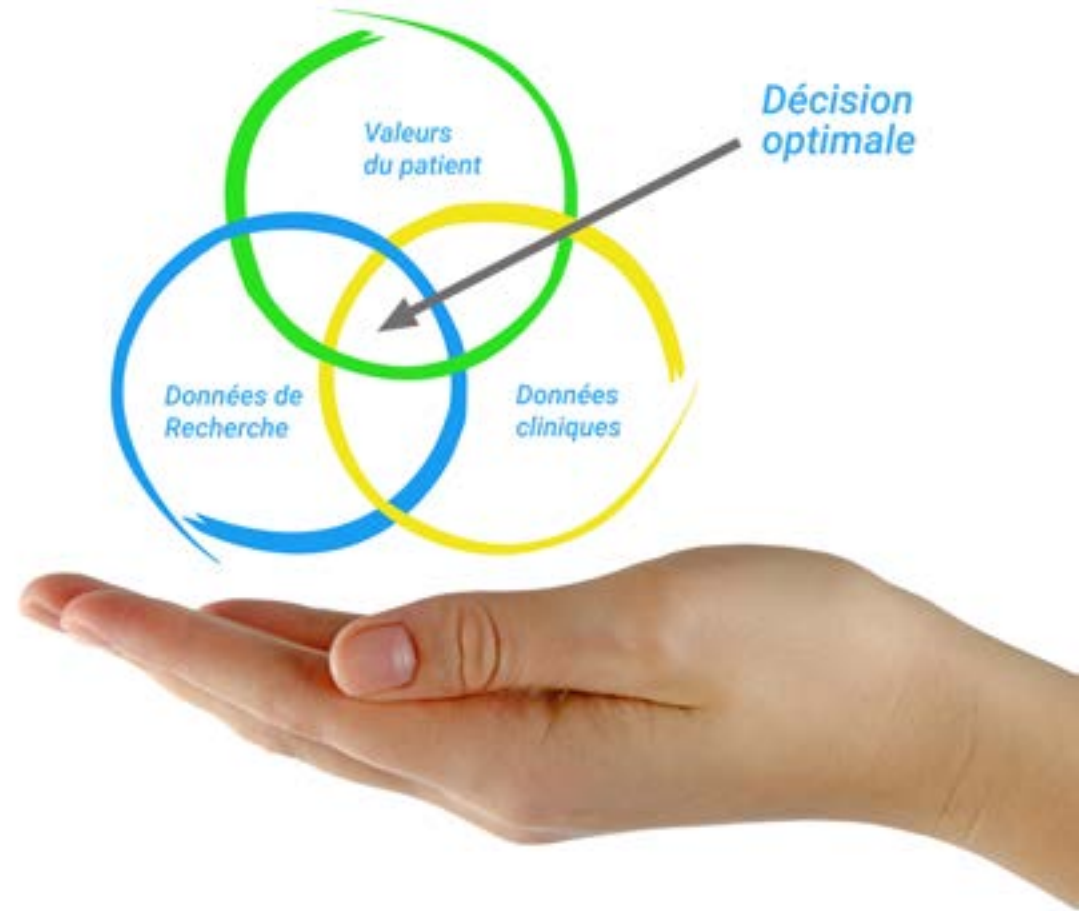 Valeurs
du patient
Décision
optimale
Données de
Recherche
Données
cliniques